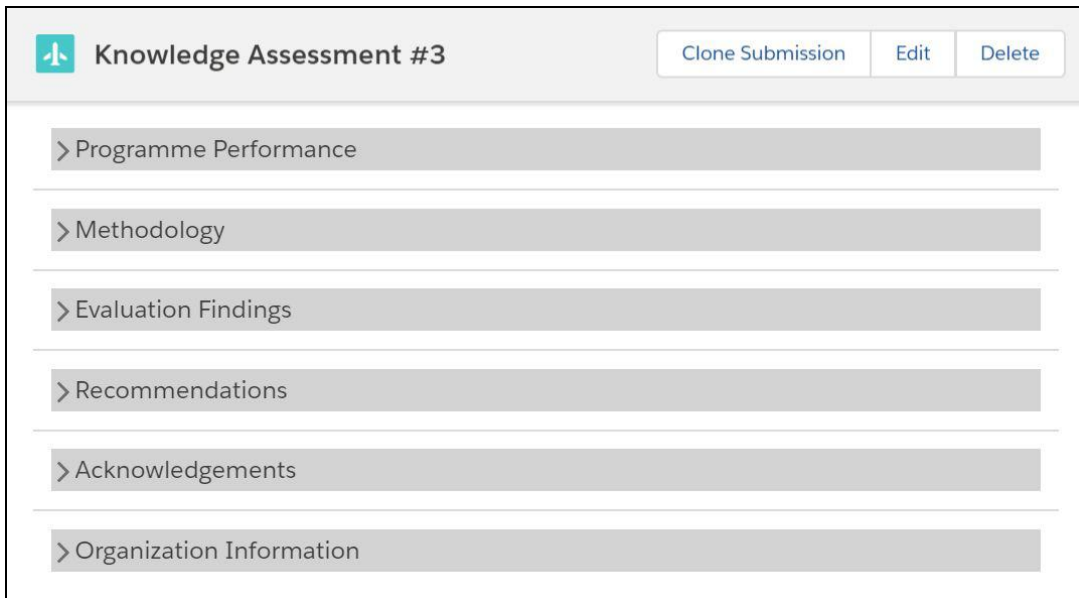 Knowledge Assessment #3
Clone Submission
Edit
Delete
Programme Performance
Methodology
Evaluation Findings
Recommendations
Acknowledgements
Organization Information